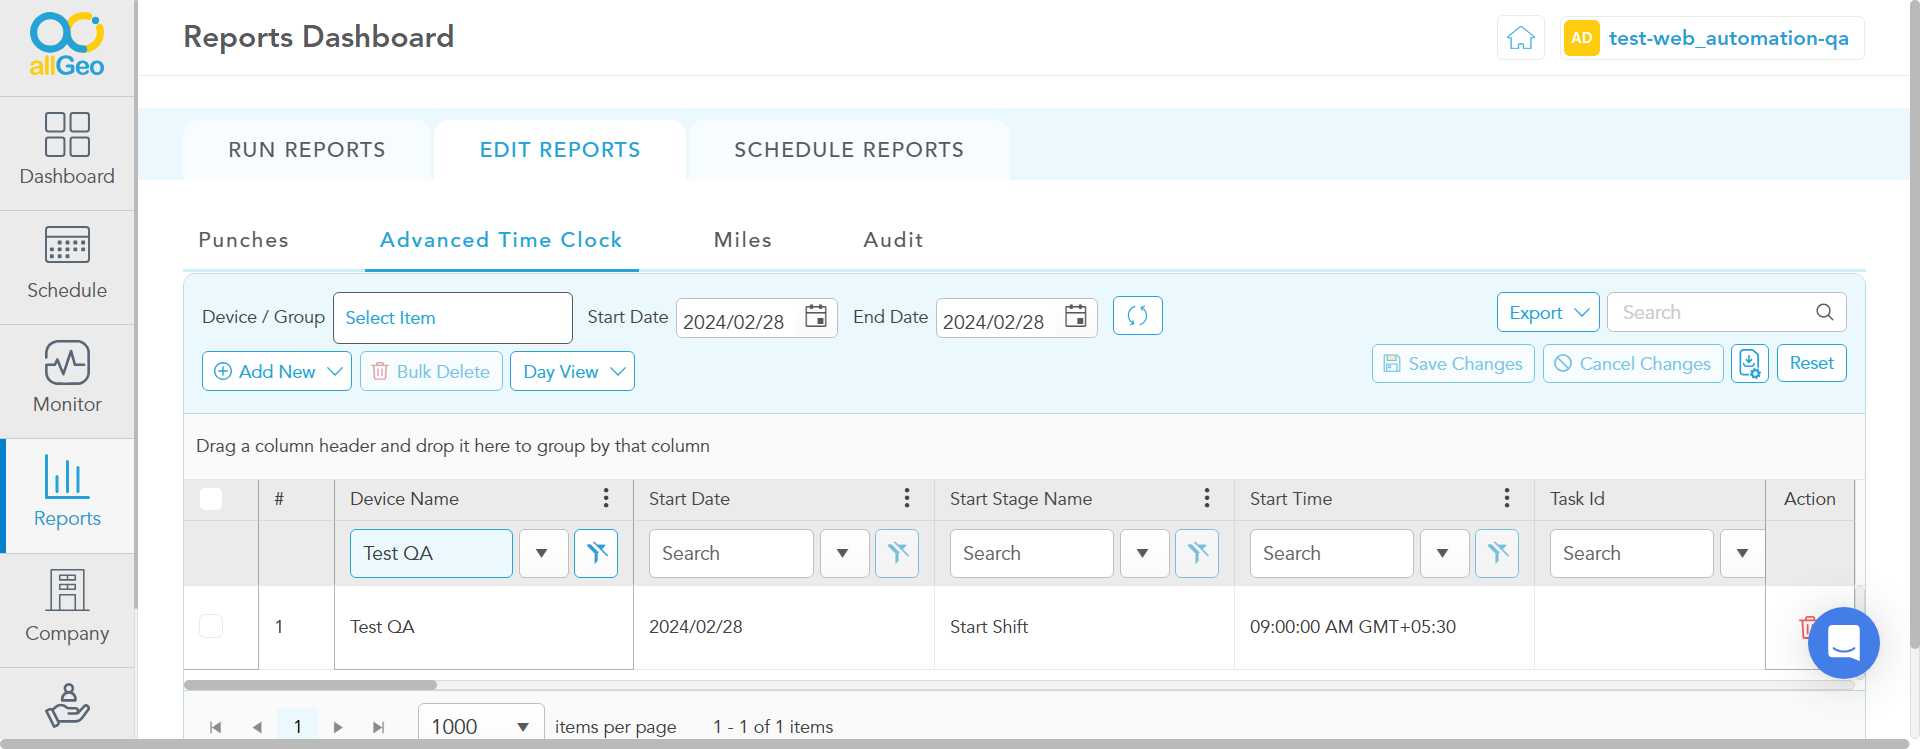 allGeo
Reports Dashboard
AD test-web_automation-qa
Dashboard
Schedule
Monitor
Reports
Company
RUN REPORTS
EDIT REPORTS
SCHEDULE REPORTS
Punches
Advanced Time Clock
Miles
Audit
Device / Group Select Item Start Date 2024/02/28 End Date 2024/02/28 Export Search
Add New Bulk Delete Day View Save Changes Cancel Changes Reset
Drag a column header and drop it here to group by that column
# Device Name Start Date Start Stage Name Start Time Task Id Action
Test QA Search Search Search Search
1 Test QA 2024/02/28 Start Shift 09:00:00 AM GMT+05:30
1 1000 items per page 1 - 1 of 1 items